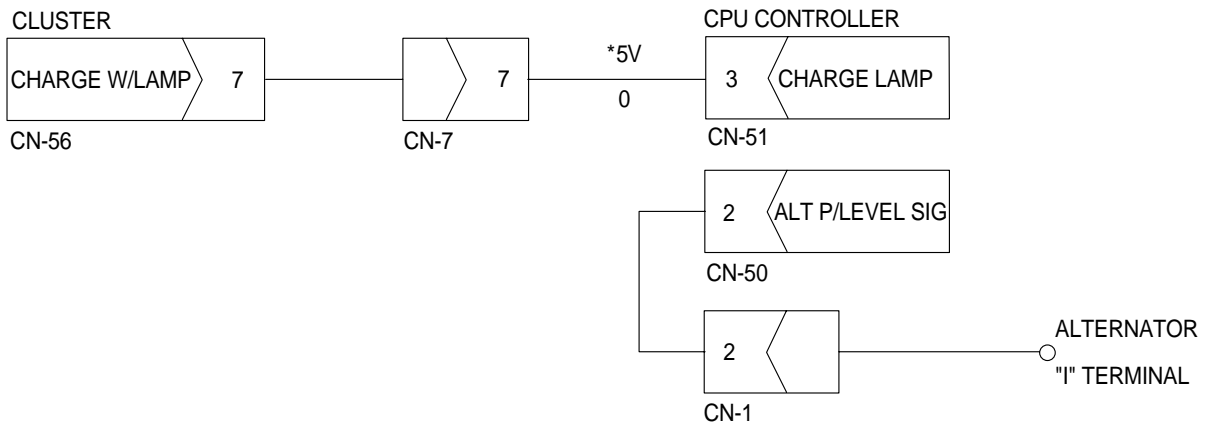 CLUSTER
CHARGE W/LAMP 7
CN-56
7
CN-7
*5V
0
CPU CONTROLLER
3 CHARGE LAMP
CN-51
2 ALT P/LEVEL SIG
CN-50
2
CN-1
ALTERNATOR
"I" TERMINAL